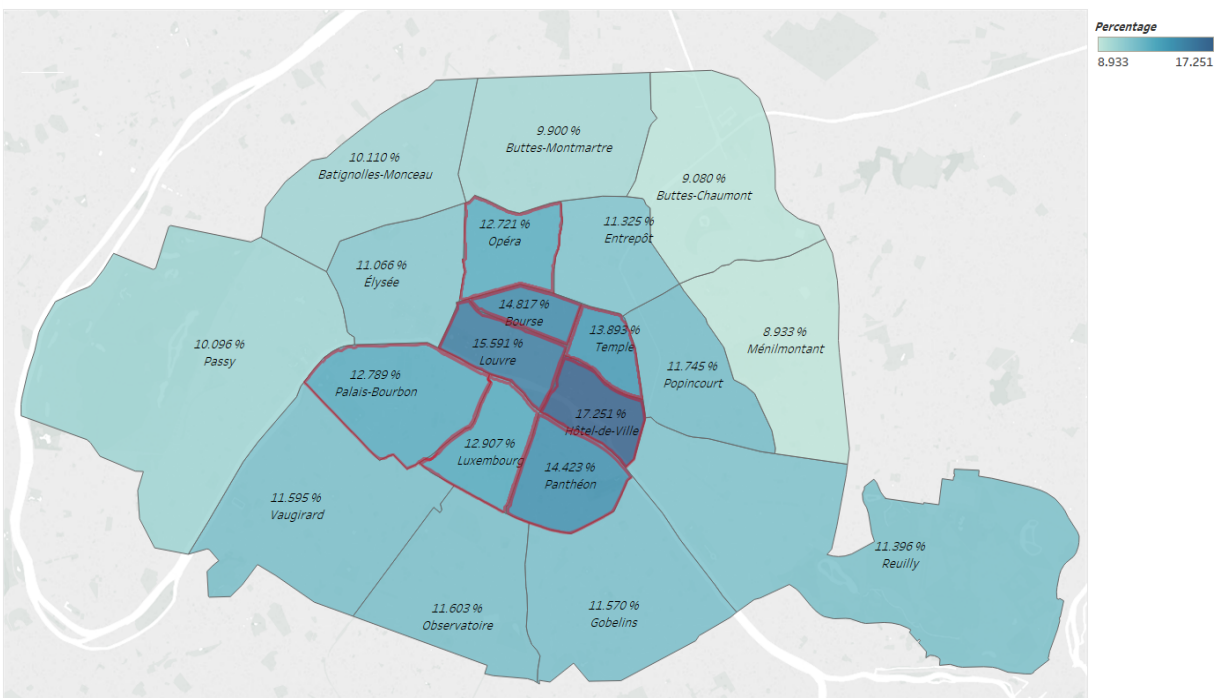 Percentage
8.933 17.251
9.900 %
Buttes-Montmartre
10.110 %
Batignolles-Monceau
9.080 %
Buttes-Chaumont
12.721 %
Opéra
11.325 %
Entrepôt
11.066 %
Élysée
14.817 %
Bourse
13.893 %
Temple
8.933 %
Ménilmontant
10.096 %
Passy
15.591 %
Louvre
11.745 %
Popincourt
12.789 %
Palais-Bourbon
17.251 %
Hôtel-de-Ville
12.907 %
Luxembourg
14.423 %
Panthéon
11.595 %
Vaugirard
11.396 %
Reuilly
11.603 %
Observatoire
11.570 %
Gobelins